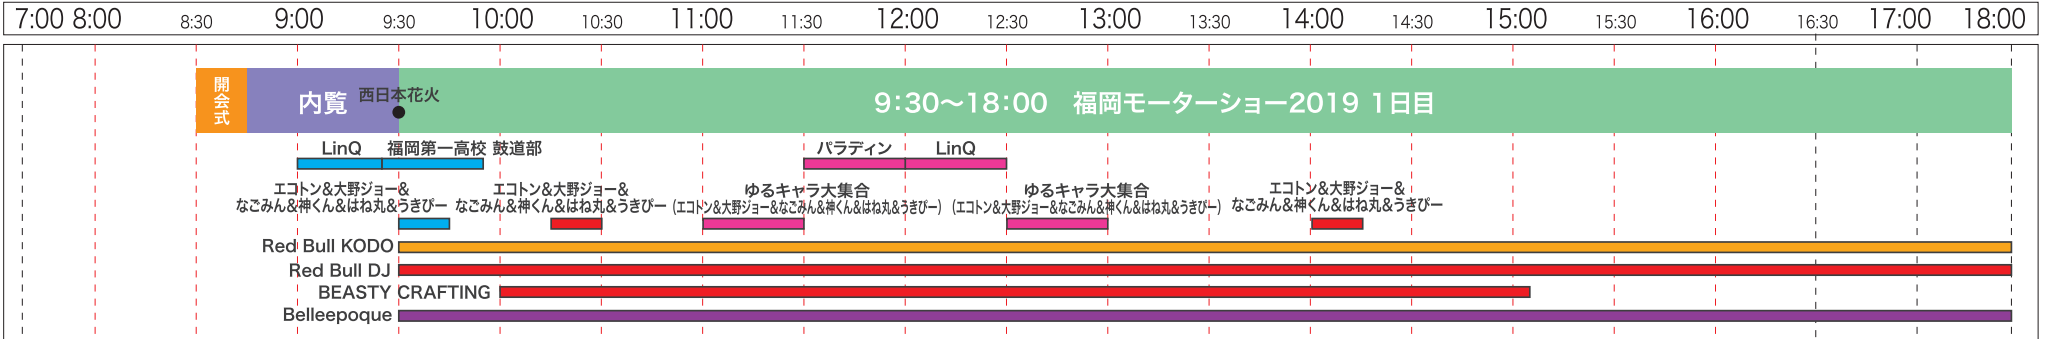 7:00 8:00 8:30 9:00 9:30 10:00 10:30 11:00 11:30 12:00 12:30 13:00 13:30 14:00 14:30 15:00 15:30 16:00 16:30 17:00 18:00
開会式
内覧
西日本花火
9:30〜18:00 福岡モーターショー2019 1日目
LinQ 福岡第一高校 鼓道部 パラディン LinQ
エコトン&大野ジョー&
なごみん&神くん&はね丸&うきぴー
エコトン&大野ジョー&
なごみん&神くん&はね丸&うきぴー
ゆるキャラ大集合
(エコトン&大野ジョー&なごみん&神くん&はね丸&うきぴー)
ゆるキャラ大集合
(エコトン&大野ジョー&なごみん&神くん&はね丸&うきぴー)
エコトン&大野ジョー&
なごみん&神くん&はね丸&うきぴー
Red Bull KODO
Red Bull DJ
BEASTY CRAFTING
Belleepoque